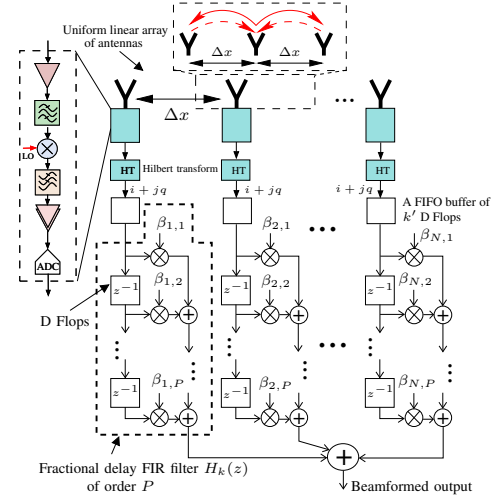 Uniform linear array
of antennas
Δx Δx
Δx
LO
ADC
HT Hilbert transform HT HT
i + jq i + jq i + jq
A FIFO buffer of
k′ D Flops
β1,1 β2,1 βN,1
z−1 β1,2 z−1 β2,2 z−1 βN,2
D Flops
z−1 β1,P z−1 β2,P z−1 βN,P
Fractional delay FIR filter Hk(z)
of order P
Beamformed output